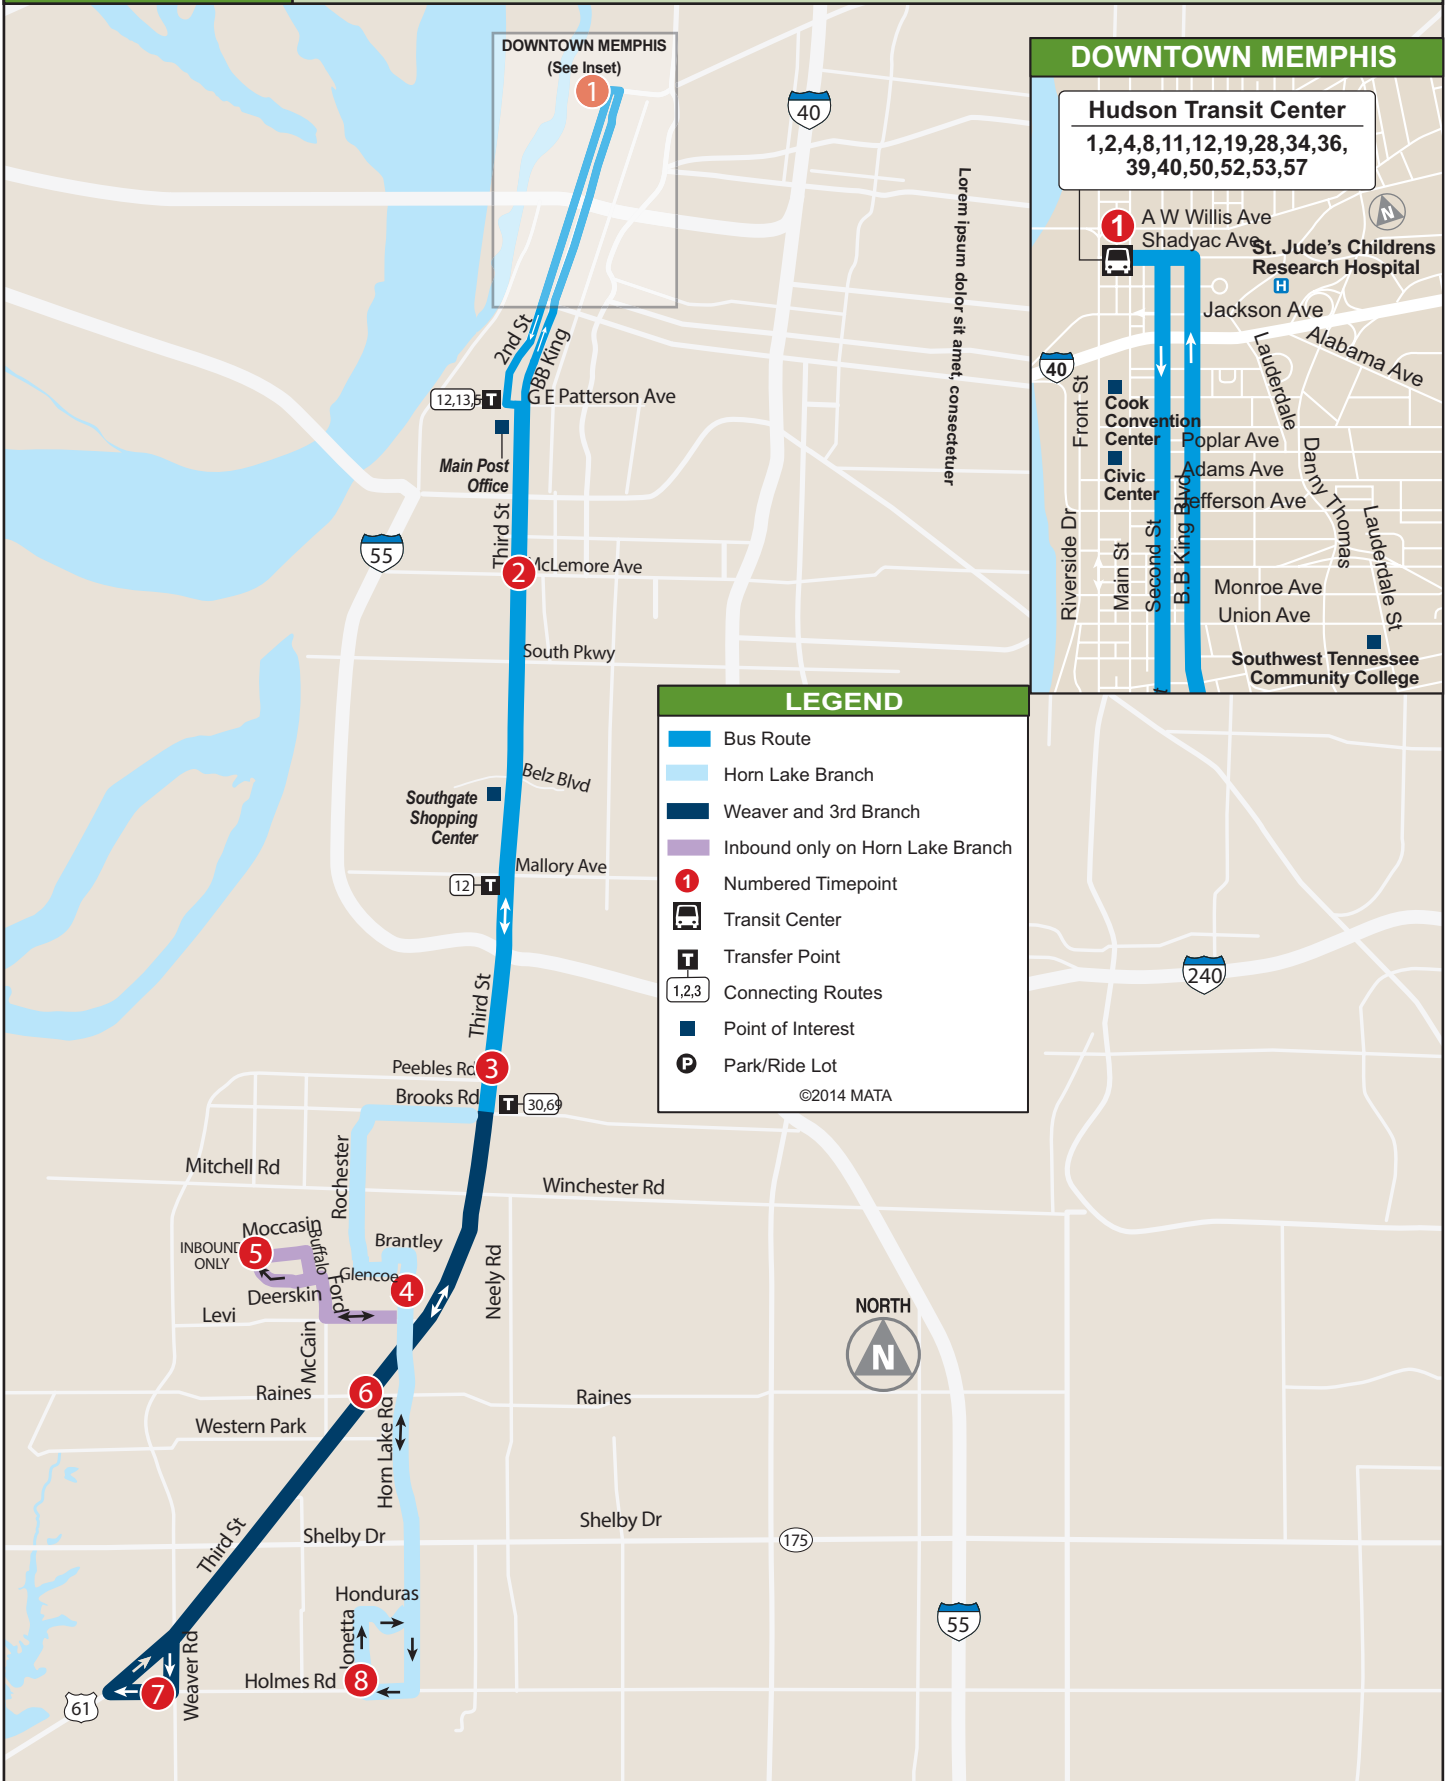 DOWNTOWN MEMPHIS
(See Inset)
1
40
Lorem ipsum dolor sit amet, consectetuer
2nd St
BB King
12,13,5
T
G E Patterson Ave
Main Post
Office
Third St
55
2
McLemore Ave
South Pkwy
Belz Blvd
Southgate
Shopping
Center
Mallory Ave
12
T
Third St
Peebles Rd
3
Brooks Rd
T
30,69
Mitchell Rd
Rochester
Winchester Rd
Moccasin
Buffalo
Brantley
INBOUND
ONLY
5
Glencoe
4
Deerskin
Ford
Neely Rd
Levi
McCain
Raines
6
Raines
Western Park
Horn Lake Rd
Third St
Shelby Dr
Shelby Dr
175
Honduras
Jonetta
Weaver Rd
Holmes Rd
8
7
61
55
240
NORTH
N
DOWNTOWN MEMPHIS
Hudson Transit Center
1,2,4,8,11,12,19,28,34,36,
39,40,50,52,53,57
1
A W Willis Ave
Shadyac Ave
N
St. Jude's Childrens
Research Hospital
H
Jackson Ave
Alabama Ave
Lauderdale
40
Front St
Cook
Convention
Center
Poplar Ave
Civic
Center
Adams Ave
Jefferson Ave
Danny Thomas
Lauderdale St
Riverside Dr
Main St
Second St
B.B King Blvd
Monroe Ave
Union Ave
Southwest Tennessee
Community College
LEGEND
Bus Route
Horn Lake Branch
Weaver and 3rd Branch
Inbound only on Horn Lake Branch
1
Numbered Timepoint
Transit Center
T
Transfer Point
1,2,3
Connecting Routes
Point of Interest
P
Park/Ride Lot
©2014 MATA